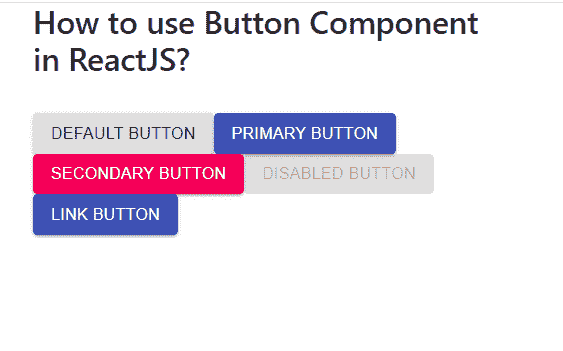 How to use Button Component
in ReactJS?
DEFAULT BUTTON PRIMARY BUTTON
SECONDARY BUTTON DISABLED BUTTON
LINK BUTTON